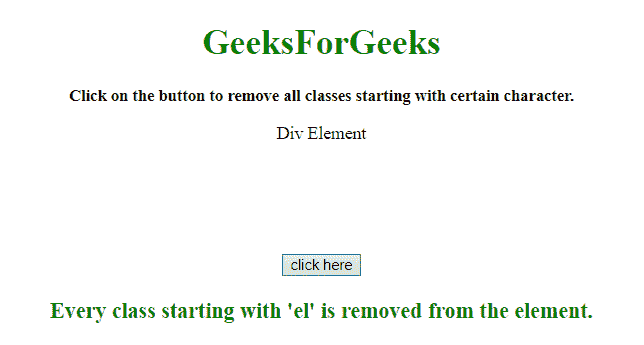 GeeksForGeeks
Click on the button to remove all classes starting with certain character.
Div Element
click here
Every class starting with 'el' is removed from the element.